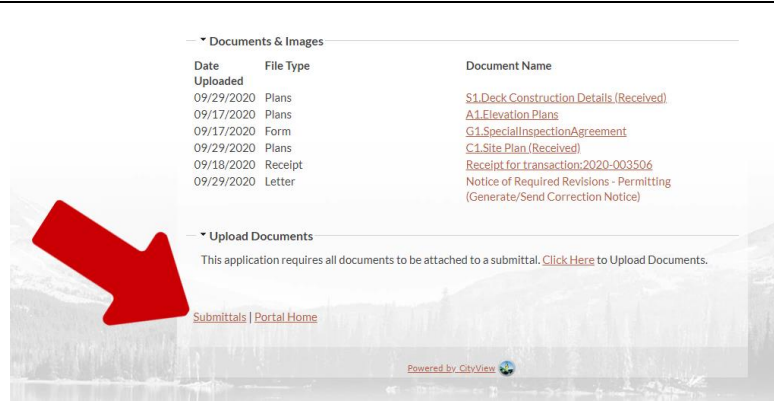 Documents & Images
Date Uploaded File Type Document Name
09/29/2020 Plans S1.Deck Construction Details (Received)
09/17/2020 Plans A1.Elevation Plans
09/17/2020 Form G1.SpecialInspectionAgreement
09/29/2020 Plans C1.Site Plan (Received)
09/18/2020 Receipt Receipt for transaction:2020-003506
09/29/2020 Letter Notice of Required Revisions - Permitting
(Generate/Send Correction Notice)
Upload Documents
This application requires all documents to be attached to a submittal. Click Here to Upload Documents.
Submittals | Portal Home
Powered by CityView